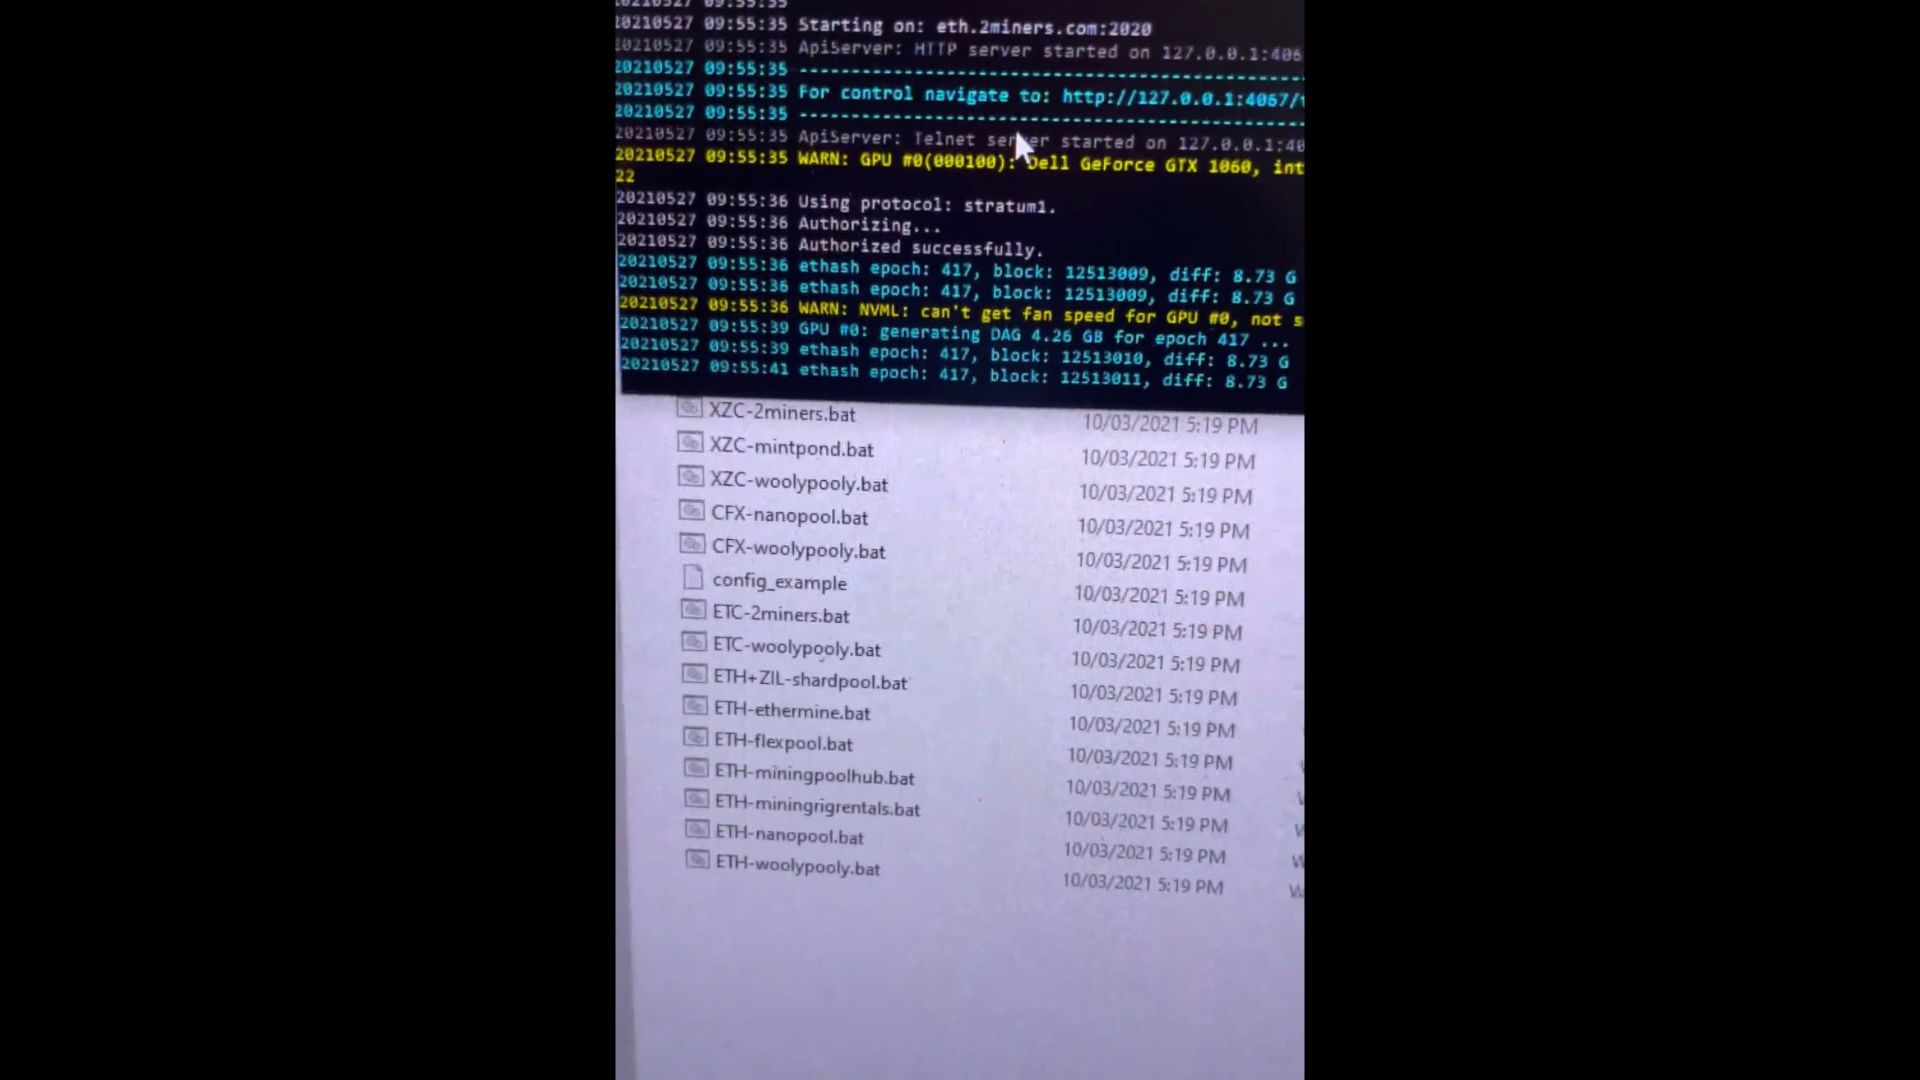 20210527 09:55:35
20210527 09:55:35 Starting on: eth.2miners.com:2020
20210527 09:55:35 ApiServer: HTTP server started on 127.0.0.1:406
20210527 09:55:35 ------------------------------------------------
20210527 09:55:35 For control navigate to: http://127.0.0.1:4067/
20210527 09:55:35 ------------------------------------------------
20210527 09:55:35 ApiServer: Telnet server started on 127.0.0.1:40
20210527 09:55:35 WARN: GPU #0(000100): Dell GeForce GTX 1060, int
22
20210527 09:55:36 Using protocol: stratum1.
20210527 09:55:36 Authorizing...
20210527 09:55:36 Authorized successfully.
20210527 09:55:36 ethash epoch: 417, block: 12513009, diff: 8.73 G
20210527 09:55:36 ethash epoch: 417, block: 12513009, diff: 8.73 G
20210527 09:55:36 WARN: NVML: can't get fan speed for GPU #0, not s
20210527 09:55:39 GPU #0: generating DAG 4.26 GB for epoch 417 ...
20210527 09:55:39 ethash epoch: 417, block: 12513010, diff: 8.73 G
20210527 09:55:41 ethash epoch: 417, block: 12513011, diff: 8.73 G
XZC-2miners.bat 10/03/2021 5:19 PM
XZC-mintpond.bat 10/03/2021 5:19 PM
XZC-woolypooly.bat 10/03/2021 5:19 PM
CFX-nanopool.bat 10/03/2021 5:19 PM
CFX-woolypooly.bat 10/03/2021 5:19 PM
config_example 10/03/2021 5:19 PM
ETC-2miners.bat 10/03/2021 5:19 PM
ETC-woolypooly.bat 10/03/2021 5:19 PM
ETH+ZIL-shardpool.bat 10/03/2021 5:19 PM
ETH-ethermine.bat 10/03/2021 5:19 PM
ETH-flexpool.bat 10/03/2021 5:19 PM
ETH-miningpoolhub.bat 10/03/2021 5:19 PM
ETH-miningrigrentals.bat 10/03/2021 5:19 PM
ETH-nanopool.bat 10/03/2021 5:19 PM
ETH-woolypooly.bat 10/03/2021 5:19 PM